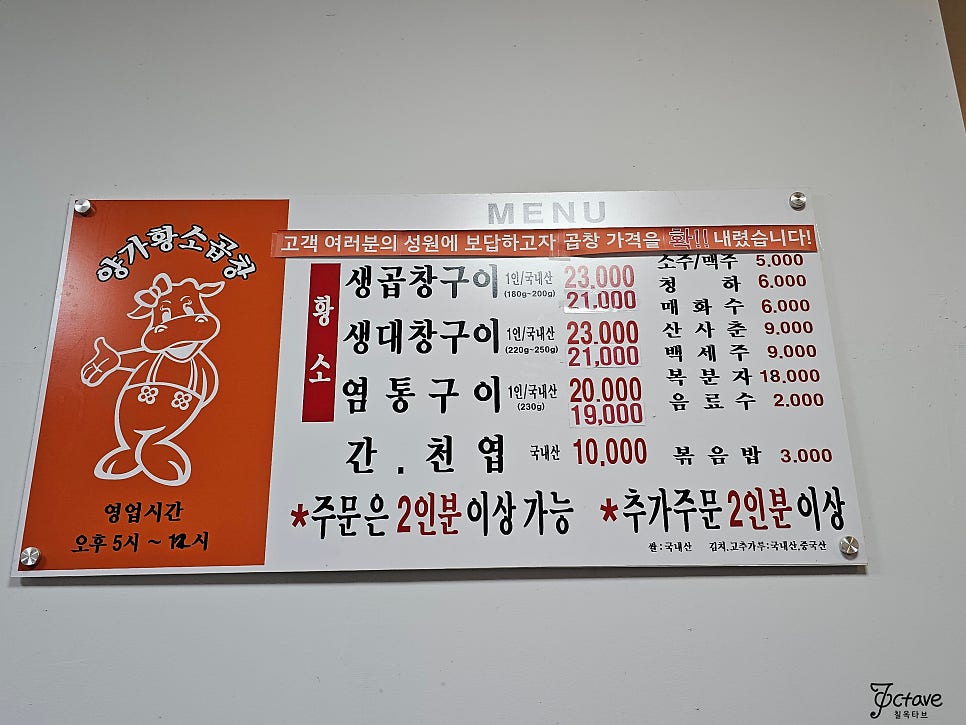 MENU
양가황소곱창
고객 여러분의 성원에 보답하고자 곱창 가격을 확!! 내렸습니다!
황소
생곱창구이 1인/국내산 (180g~200g) 23.000 21.000
생대창구이 1인/국내산 (220g~250g) 23.000 21,000
염통구이 1인/국내산 (230g) 20.000 19,000
간.천엽 국내산 10.000
소주/맥주 5.000
청하 6.000
매화수 6.000
산사춘 9.000
백세주 9.000
복분자 18.000
음료수 2.000
볶음밥 3.000
*주문은 2인분 이상 가능 *추가주문 2인분 이상
쌀:국내산 김치.고추가루:국내산.중국산
영업시간
오후 5시 ~ 12시
Octave
칠옥타브